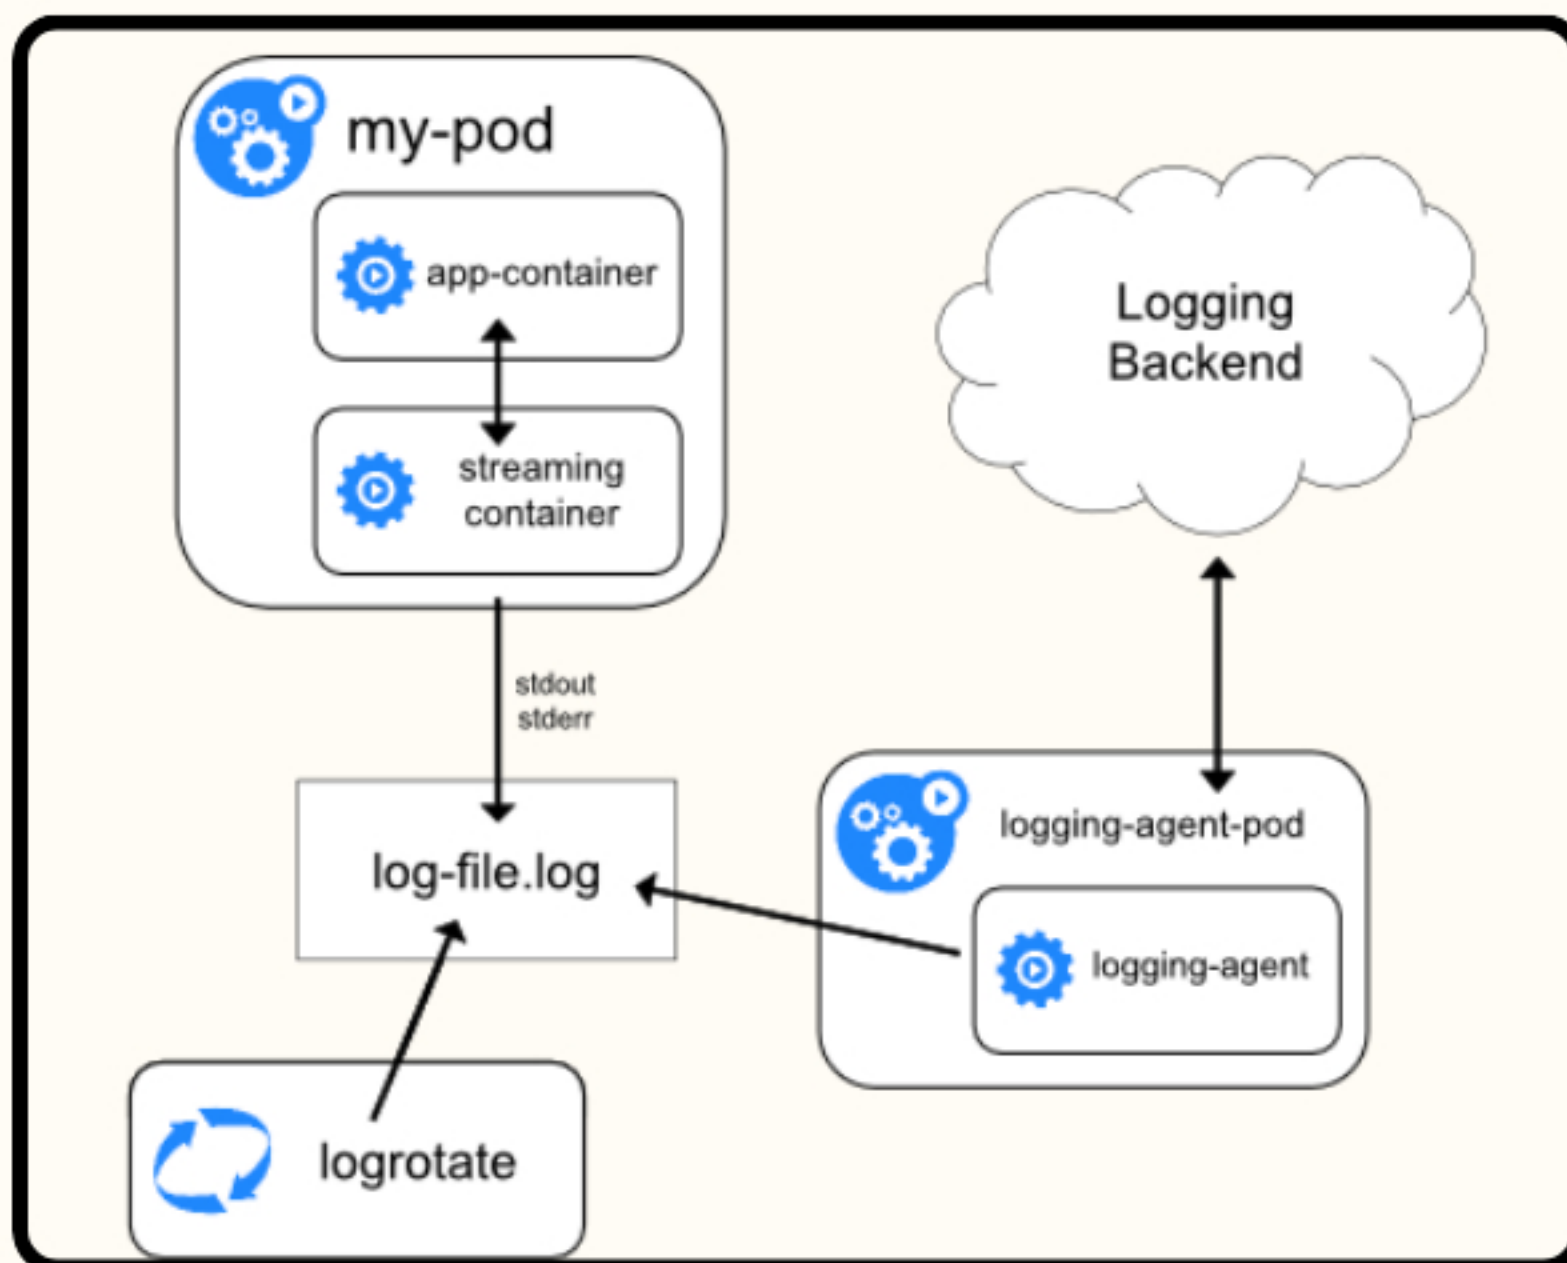 my-pod
app-container
streaming
container
stdout
stderr
log-file.log
logrotate
Logging
Backend
logging-agent-pod
logging-agent